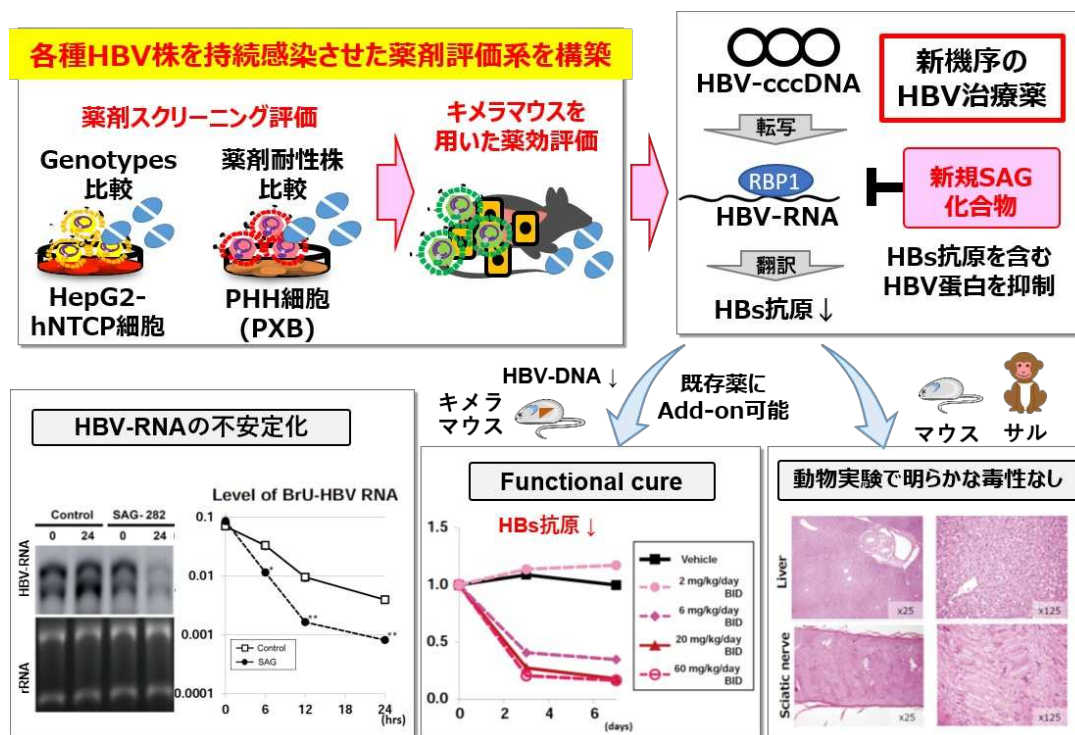 各種HBV株を持続感染させた薬剤評価系を構築
薬剤スクリーニング評価
Genotypes
比較
HepG2-
hNTCP細胞
薬剤耐性株
比較
PHH細胞
(PXB)
キメラマウスを
用いた薬効評価
HBV-cccDNA
転写
RBP1
HBV-RNA
翻訳
HBs抗原↓
新機序の
HBV治療薬
新規SAG
化合物
HBs抗原を含む
HBV蛋白を抑制
HBV-DNA ↓
キメラ
マウス
既存薬に
Add-on可能
マウス
サル
HBV-RNAの不安定化
Control
SAG-282
0
24
0
24
HBV-RNA
rRNA
Level of BrU-HBV RNA
0.1
0.01
0.001
0.0001
*
**
**
Control
SAG
0
6
12
24
(hrs)
Functional cure
HBs抗原 ↓
1.5
1.0
0.5
0.0
0
2
4
6
(days)
Vehicle
2 mg/kg/day
BID
6 mg/kg/day
BID
20 mg/kg/day
BID
60 mg/kg/day
BID
動物実験で明らかな毒性なし
Liver
x25
x125
Sciatic nerve
x25
x125